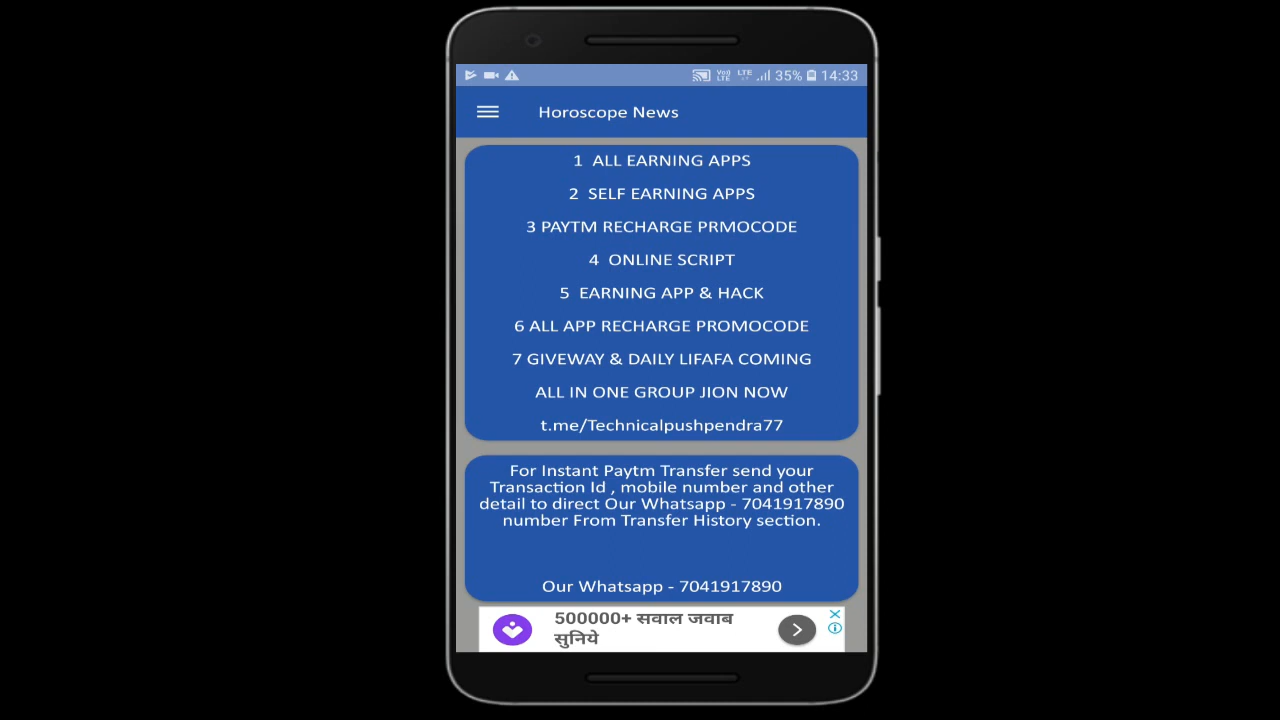 Vo) LTE LTE 35% 14:33
Horoscope News
1 ALL EARNING APPS
2 SELF EARNING APPS
3 PAYTM RECHARGE PRMOCODE
4 ONLINE SCRIPT
5 EARNING APP & HACK
6 ALL APP RECHARGE PROMOCODE
7 GIVEWAY & DAILY LIFAFA COMING
ALL IN ONE GROUP JION NOW
t.me/Technicalpushpendra77
For Instant Paytm Transfer send your
Transaction Id , mobile number and other
detail to direct Our Whatsapp - 7041917890
number From Transfer History section.
Our Whatsapp - 7041917890
500000+ सवाल जवाब
सुनिये